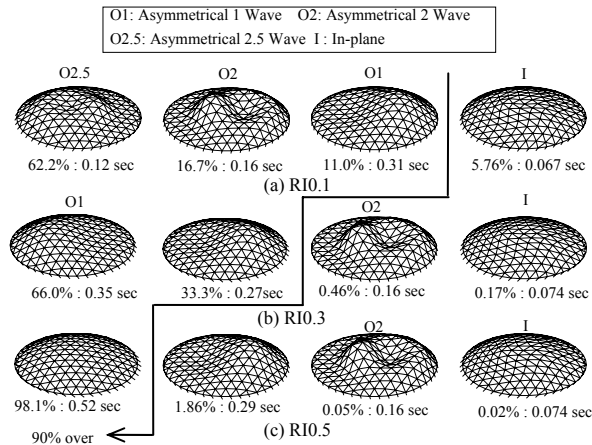 O1: Asymmetrical 1 Wave O2: Asymmetrical 2 Wave
O2.5: Asymmetrical 2.5 Wave I : In-plane
O2.5 O2 O1 I
62.2% : 0.12 sec 16.7% : 0.16 sec 11.0% : 0.31 sec 5.76% : 0.067 sec
(a) RI0.1
O1 O2 I
66.0% : 0.35 sec 33.3% : 0.27sec 0.46% : 0.16 sec 0.17% : 0.074 sec
(b) RI0.3
O2 I
98.1% : 0.52 sec 1.86% : 0.29 sec 0.05% : 0.16 sec 0.02% : 0.074 sec
(c) RI0.5
90% over